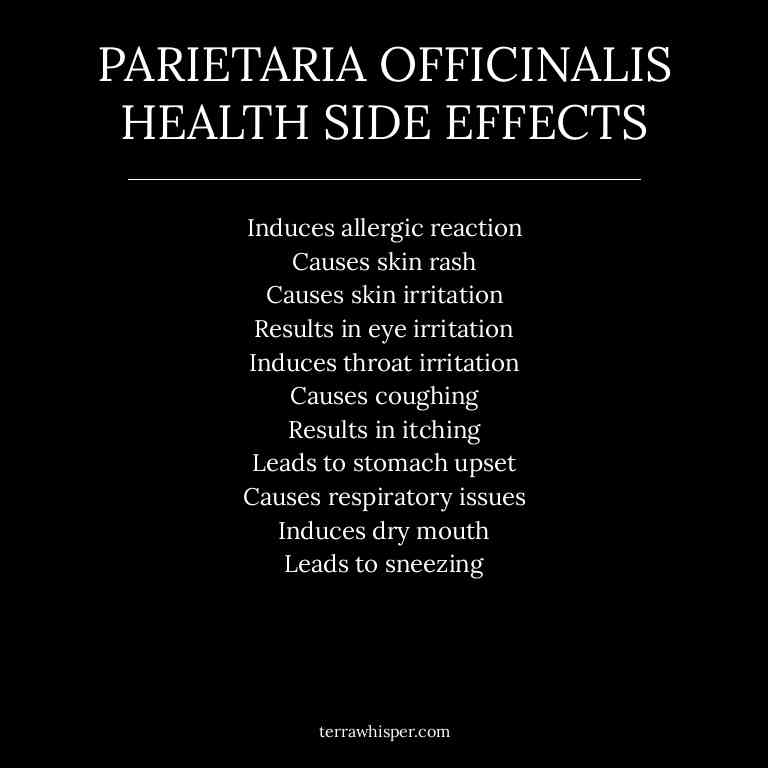 PARIETARIA OFFICINALIS
HEALTH SIDE EFFECTS
Induces allergic reaction
Causes skin rash
Causes skin irritation
Results in eye irritation
Induces throat irritation
Causes coughing
Results in itching
Leads to stomach upset
Causes respiratory issues
Induces dry mouth
Leads to sneezing
terrawhisper.com